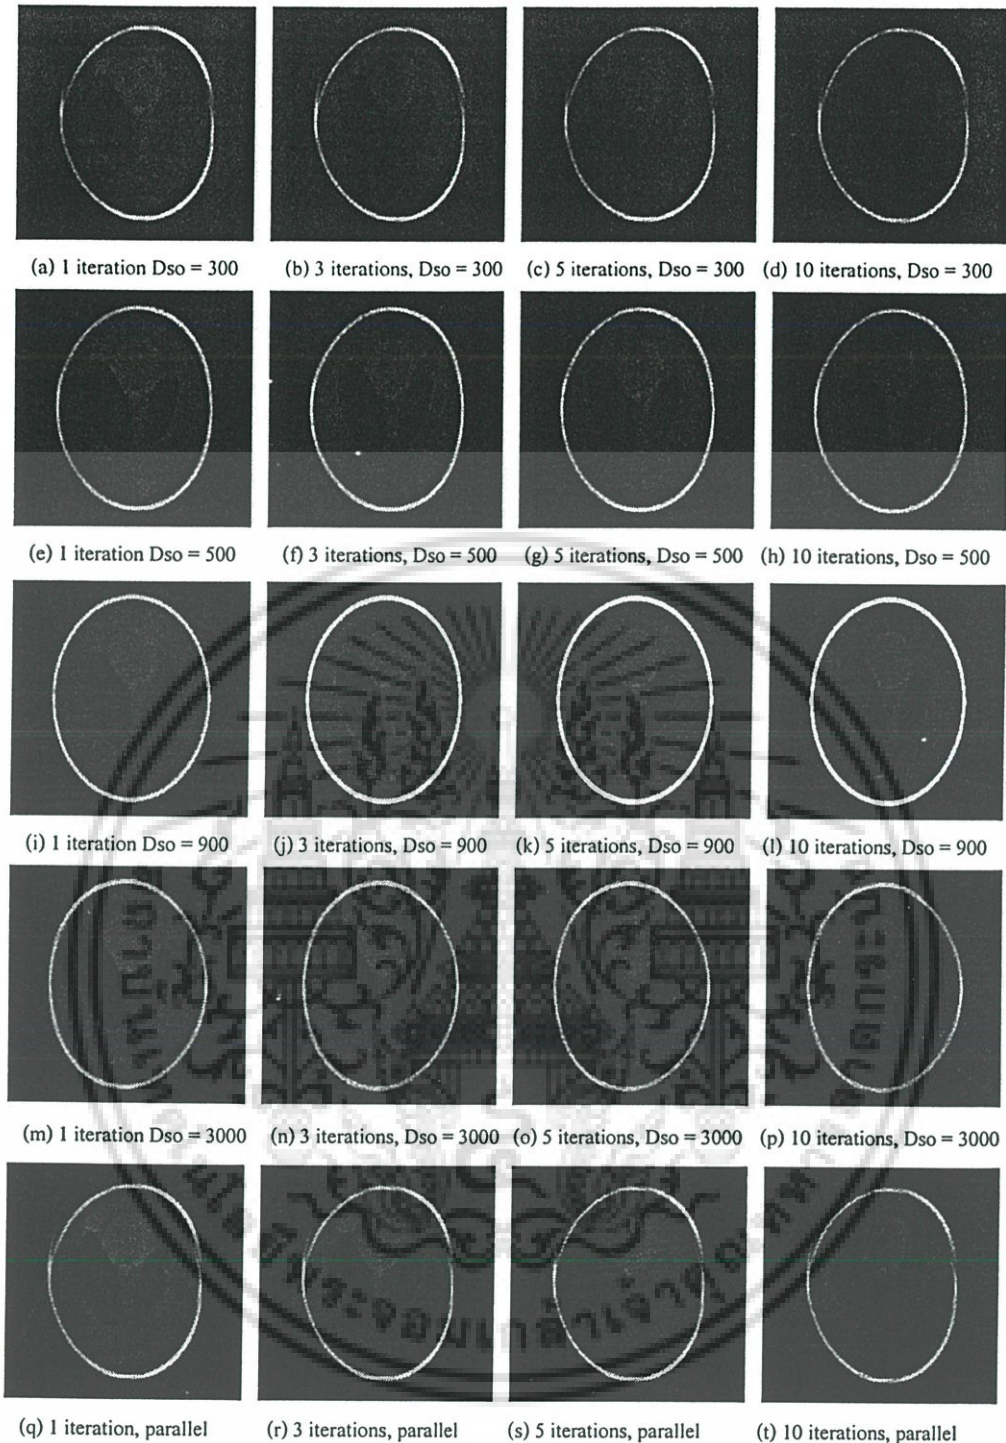 (a) 1 iteration Dso = 300
(b) 3 iterations, Dso = 300
(c) 5 iterations, Dso = 300
(d) 10 iterations, Dso = 300
(e) 1 iteration Dso = 500
(f) 3 iterations, Dso = 500
(g) 5 iterations, Dso = 500
(h) 10 iterations, Dso = 500
(i) 1 iteration Dso = 900
(j) 3 iterations, Dso = 900
(k) 5 iterations, Dso = 900
(l) 10 iterations, Dso = 900
(m) 1 iteration Dso = 3000
(n) 3 iterations, Dso = 3000
(o) 5 iterations, Dso = 3000
(p) 10 iterations, Dso = 3000
(q) 1 iteration, parallel
(r) 3 iterations, parallel
(s) 5 iterations, parallel
(t) 10 iterations, parallel